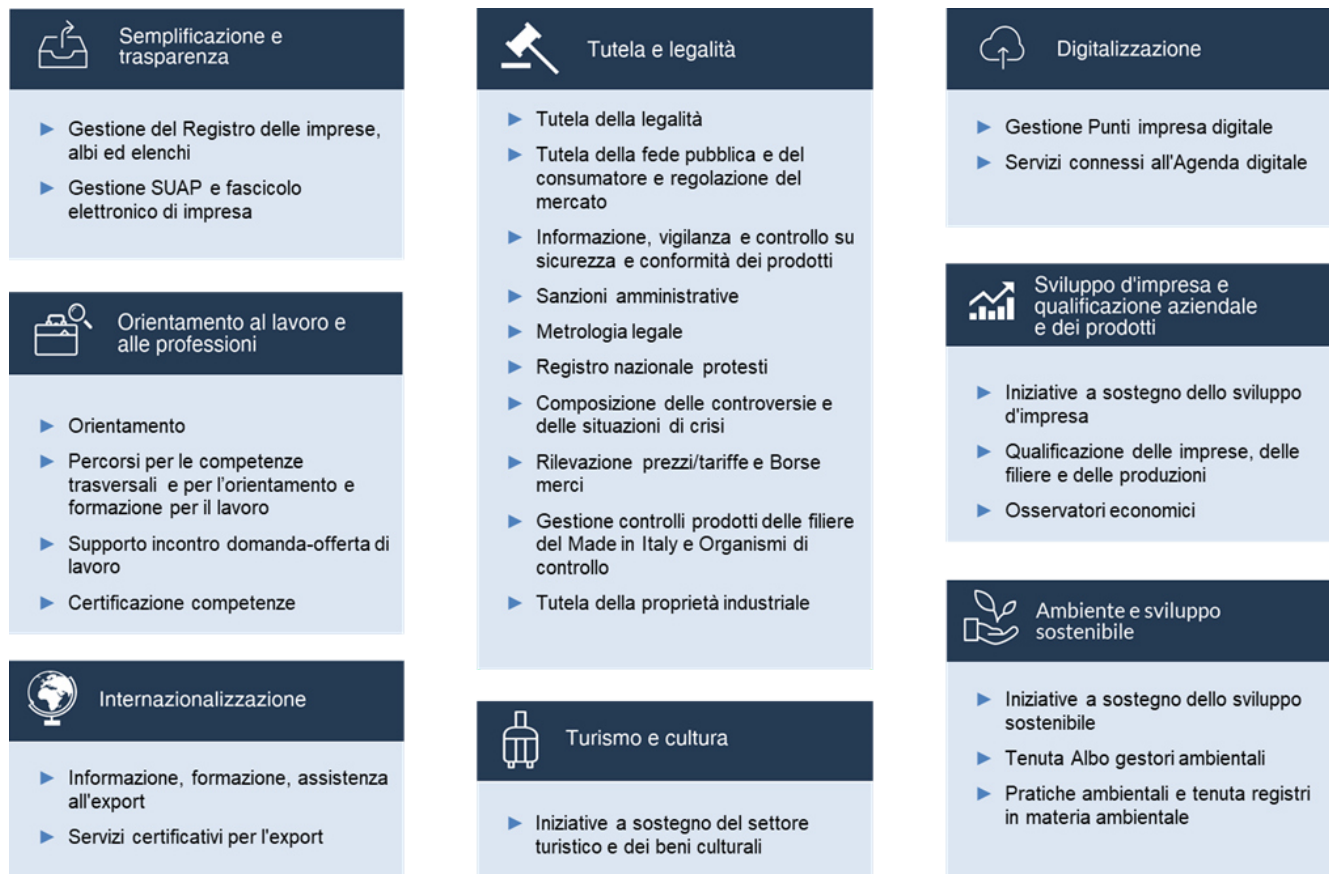 Semplificazione e
trasparenza
Gestione del Registro delle imprese,
albi ed elenchi
Gestione SUAP e fascicolo
elettronico di impresa
Orientamento al lavoro e
alle professioni
Orientamento
Percorsi per le competenze
trasversali e per l'orientamento e
formazione per il lavoro
Supporto incontro domanda-offerta di
lavoro
Certificazione competenze
Internazionalizzazione
Informazione, formazione, assistenza
all'export
Servizi certificativi per l'export
Tutela e legalità
Tutela della legalità
Tutela della fede pubblica e del
consumatore e regolazione del
mercato
Informazione, vigilanza e controllo su
sicurezza e conformità dei prodotti
Sanzioni amministrative
Metrologia legale
Registro nazionale protesti
Composizione delle controversie e
delle situazioni di crisi
Rilevazione prezzi/tariffe e Borse
merci
Gestione controlli prodotti delle filiere
del Made in Italy e Organismi di
controllo
Tutela della proprietà industriale
Turismo e cultura
Iniziative a sostegno del settore
turistico e dei beni culturali
Digitalizzazione
Gestione Punti impresa digitale
Servizi connessi all'Agenda digitale
Sviluppo d'impresa e
qualificazione aziendale
e dei prodotti
Iniziative a sostegno dello sviluppo
d'impresa
Qualificazione delle imprese, delle
filiere e delle produzioni
Osservatori economici
Ambiente e sviluppo
sostenibile
Iniziative a sostegno dello sviluppo
sostenibile
Tenuta Albo gestori ambientali
Pratiche ambientali e tenuta registri
in materia ambientale